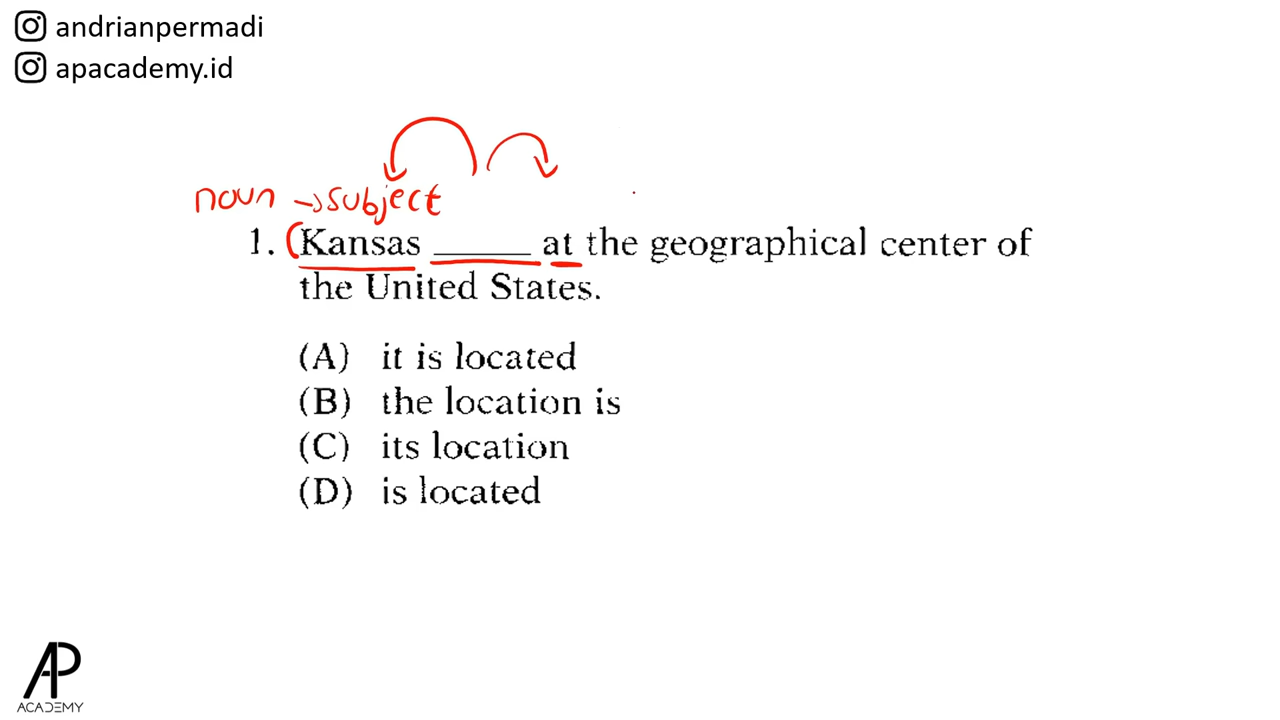 andrianpermadi
apacademy.id
noun → subject
1. (Kansas ______ at the geographical center of
the United States.
(A) it is located
(B) the location is
(C) its location
(D) is located
AP
ACADEMY